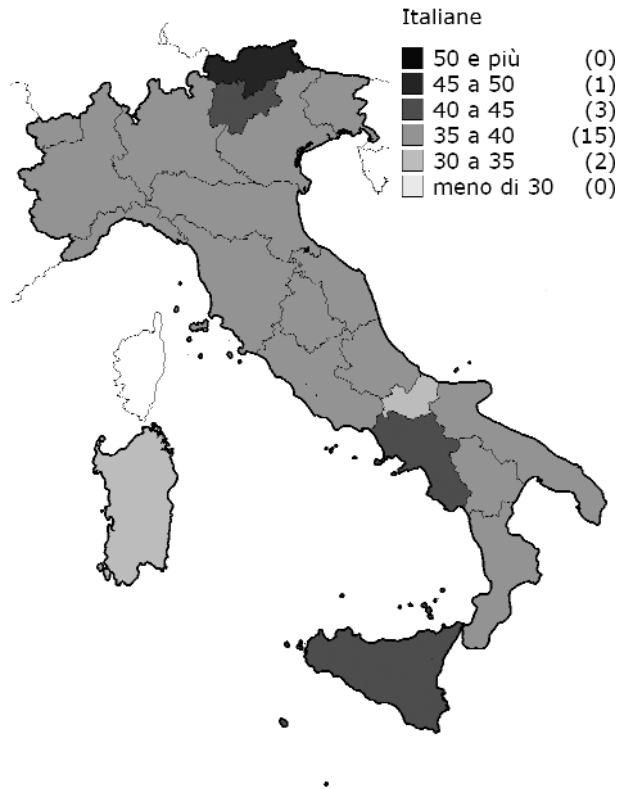 Italiane
50 e più (0)
45 a 50 (1)
40 a 45 (3)
35 a 40 (15)
30 a 35 (2)
meno di 30 (0)